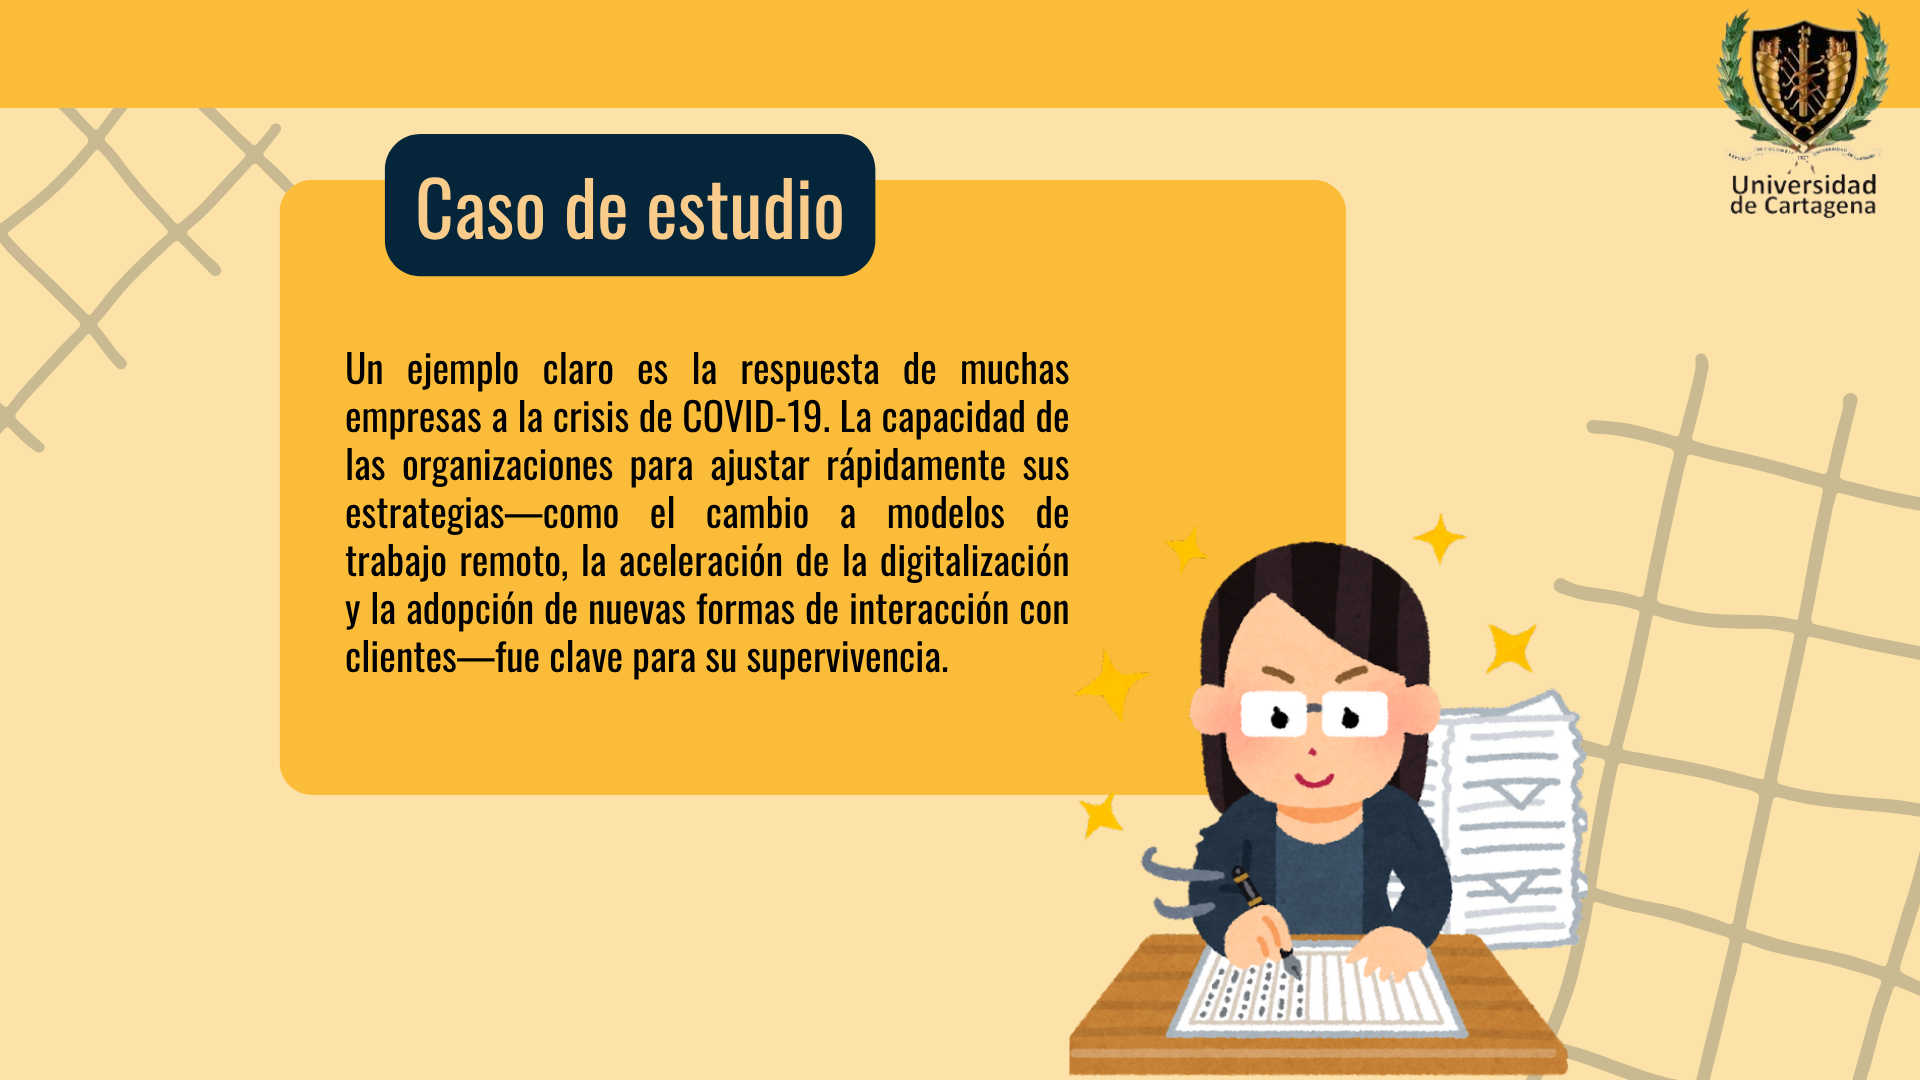 Caso de estudio
Un ejemplo claro es la respuesta de muchas
empresas a la crisis de COVID-19. La capacidad de
las organizaciones para ajustar rápidamente sus
estrategias—como el cambio a modelos de
trabajo remoto, la aceleración de la digitalización
y la adopción de nuevas formas de interacción con
clientes—fue clave para su supervivencia.
Universidad
de Cartagena